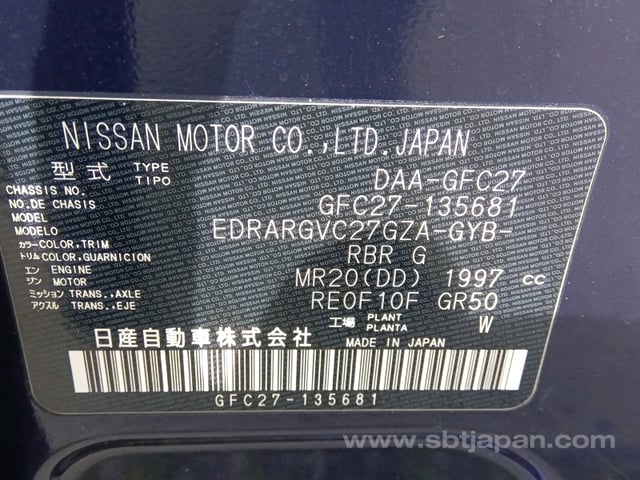 NISSAN MOTOR CO.,LTD.JAPAN
型式 TYPE TIPO DAA-GFC27
CHASSIS NO. NO.DE CHASIS GFC27-135681
MODEL MODELO EDRARGVC27GZA-GYB-
カラー COLOR,TRIM トリム COLOR,GUARNICION RBR G
エン ENGINE ジン MOTOR MR20(DD) 1997 cc
ミッション TRANS.,AXLE アクスル TRANS.,EJE RE0F10F GR50
工場 PLANT PLANTA W
日産自動車株式会社 MADE IN JAPAN
GFC27-135681
www.sbtjapan.com